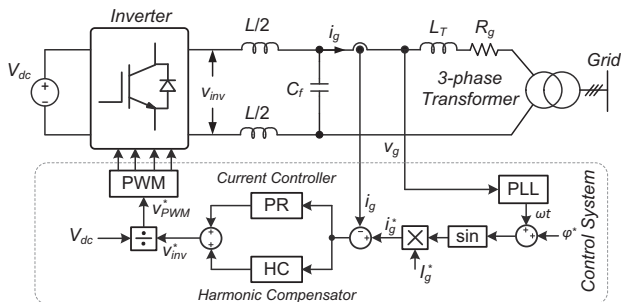 Inverter
L/2
i_g
L_T
R_g
Grid
V_dc
v_inv
C_f
3-phase
Transformer
L/2
v_g
PWM
v*_PWM
Current Controller
PR
i_g
PLL
ωt
Control System
V_dc
÷
v*_inv
+
+
−
+
i*_g
×
sin
+
+
φ*
HC
I*_g
Harmonic Compensator